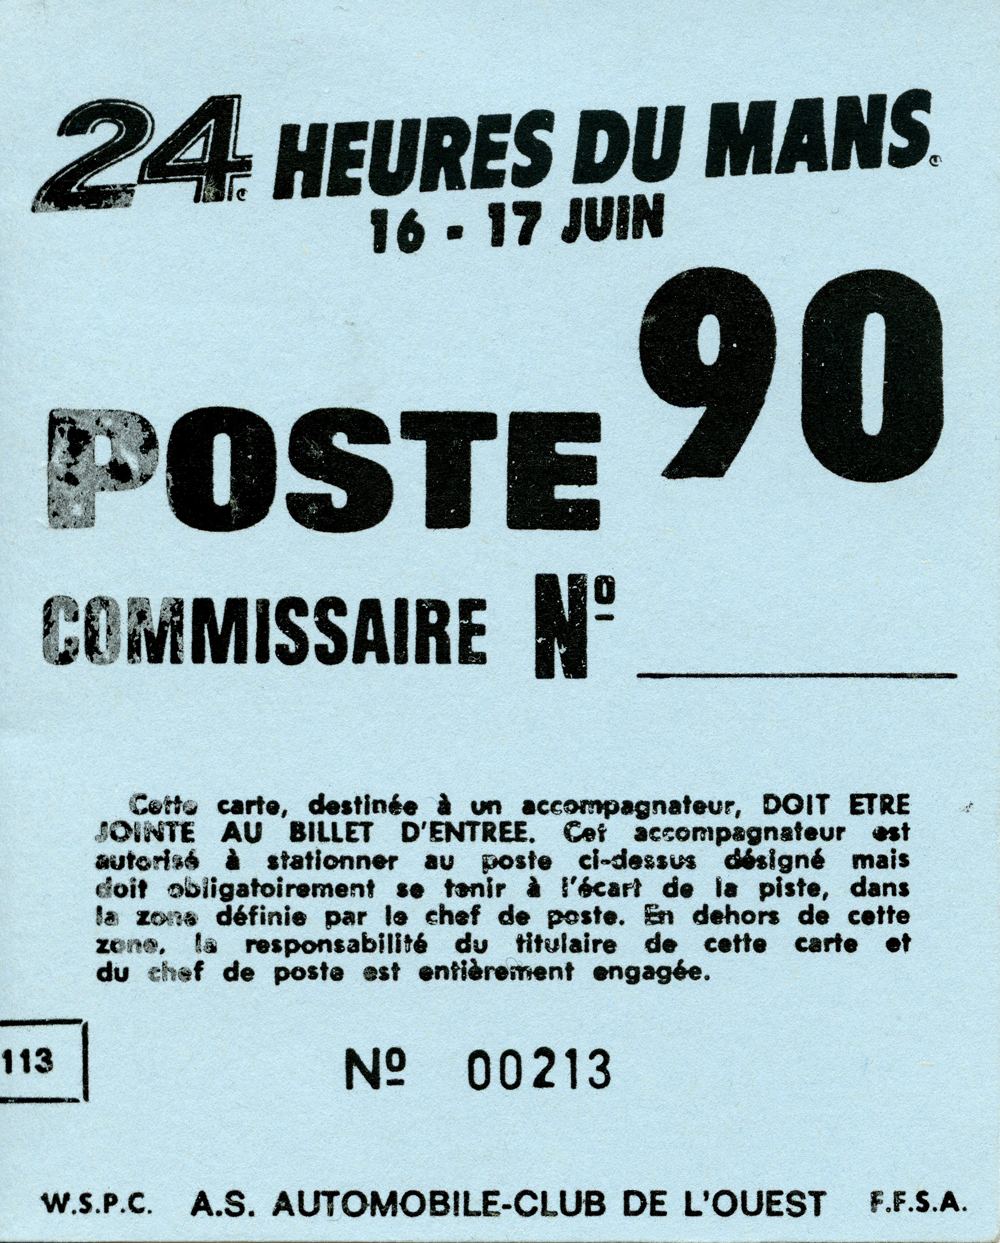 24 HEURES DU MANS
16 - 17 JUIN
90
POSTE
COMMISSAIRE Nº
Cette carte, destinée à un accompagnateur, DOIT ETRE
JOINTE AU BILLET D'ENTREE. Cet accompagnateur est
autorisé à stationner au poste ci-dessus désigné mais
doit obligatoirement se tenir à l'écart de la piste, dans
la zone définie par le chef de poste. En dehors de cette
zone, la responsabilité du titulaire de cette carte et
du chef de poste est entièrement engagée.
113
Nº 00213
W.S.P.C. A.S. AUTOMOBILE-CLUB DE L'OUEST F.F.S.A.